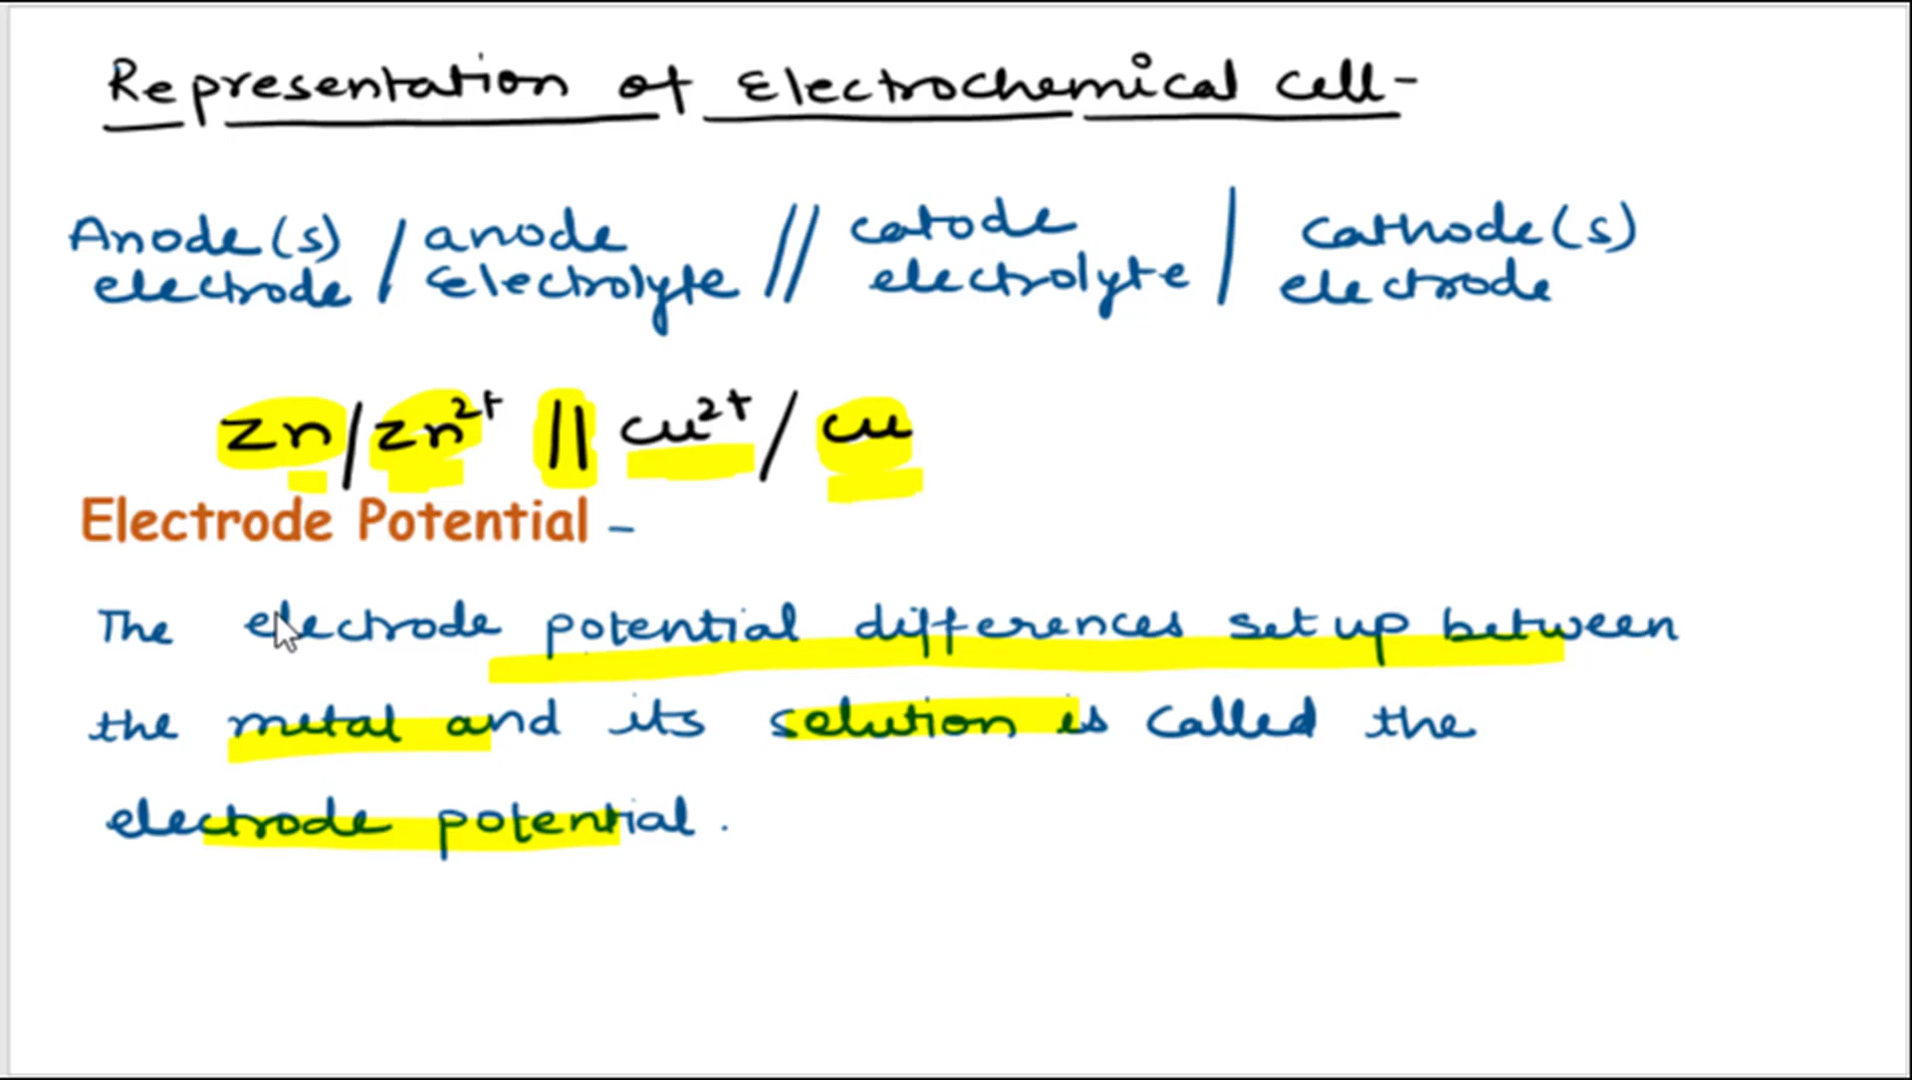 Representation of Electrochemical Cell-
Anode(s) / anode // catode / cathode(s)
electrode / Electrolyte // electrolyte / electrode
Zn/Zn²⁺ || Cu²⁺/Cu
Electrode Potential -
The electrode potential differences set up between
the metal and its solution is called the
electrode potential.